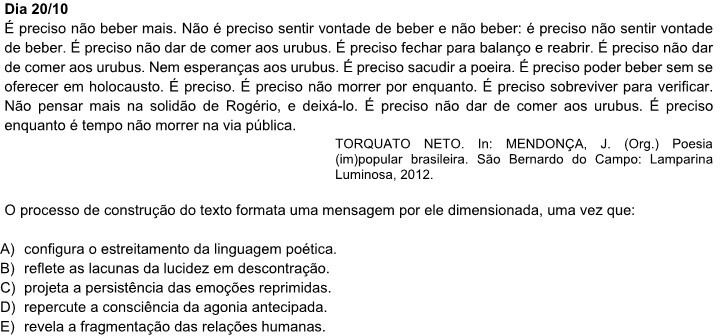 Dia 20/10
É preciso não beber mais. Não é preciso sentir vontade de beber e não beber: é preciso não sentir vontade
de beber. É preciso não dar de comer aos urubus. É preciso fechar para balanço e reabrir. É preciso não dar
de comer aos urubus. Nem esperanças aos urubus. É preciso sacudir a poeira. É preciso poder beber sem se
oferecer em holocausto. É preciso. É preciso não morrer por enquanto. É preciso sobreviver para verificar.
Não pensar mais na solidão de Rogério, e deixá-lo. É preciso não dar de comer aos urubus. É preciso
enquanto é tempo não morrer na via pública.
TORQUATO NETO. In: MENDONÇA, J. (Org.) Poesia
(im)popular brasileira. São Bernardo do Campo: Lamparina
Luminosa, 2012.
O processo de construção do texto formata uma mensagem por ele dimensionada, uma vez que:
A) configura o estreitamento da linguagem poética.
B) reflete as lacunas da lucidez em descontração.
C) projeta a persistência das emoções reprimidas.
D) repercute a consciência da agonia antecipada.
E) revela a fragmentação das relações humanas.